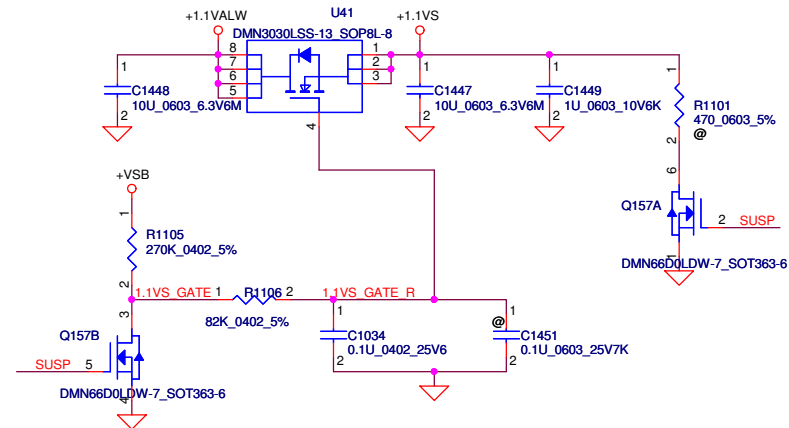 +1.1VALW
U41
+1.1VS
DMN3030LSS-13_SOP8L-8
8
7
6
5
1
2
3
4
1
C1448
10U_0603_6.3V6M
2
1
C1447
10U_0603_6.3V6M
2
1
C1449
1U_0603_10V6K
2
1
R1101
470_0603_5%
@
2
6
Q157A
2
SUSP
1
DMN66D0LDW-7_SOT363-6
+VSB
1
R1105
270K_0402_5%
2
1.1VS_GATE
1
R1106
2
1.1VS_GATE_R
82K_0402_5%
3
Q157B
SUSP
5
4
DMN66D0LDW-7_SOT363-6
1
C1034
0.1U_0402_25V6
2
@
1
C1451
0.1U_0603_25V7K
2